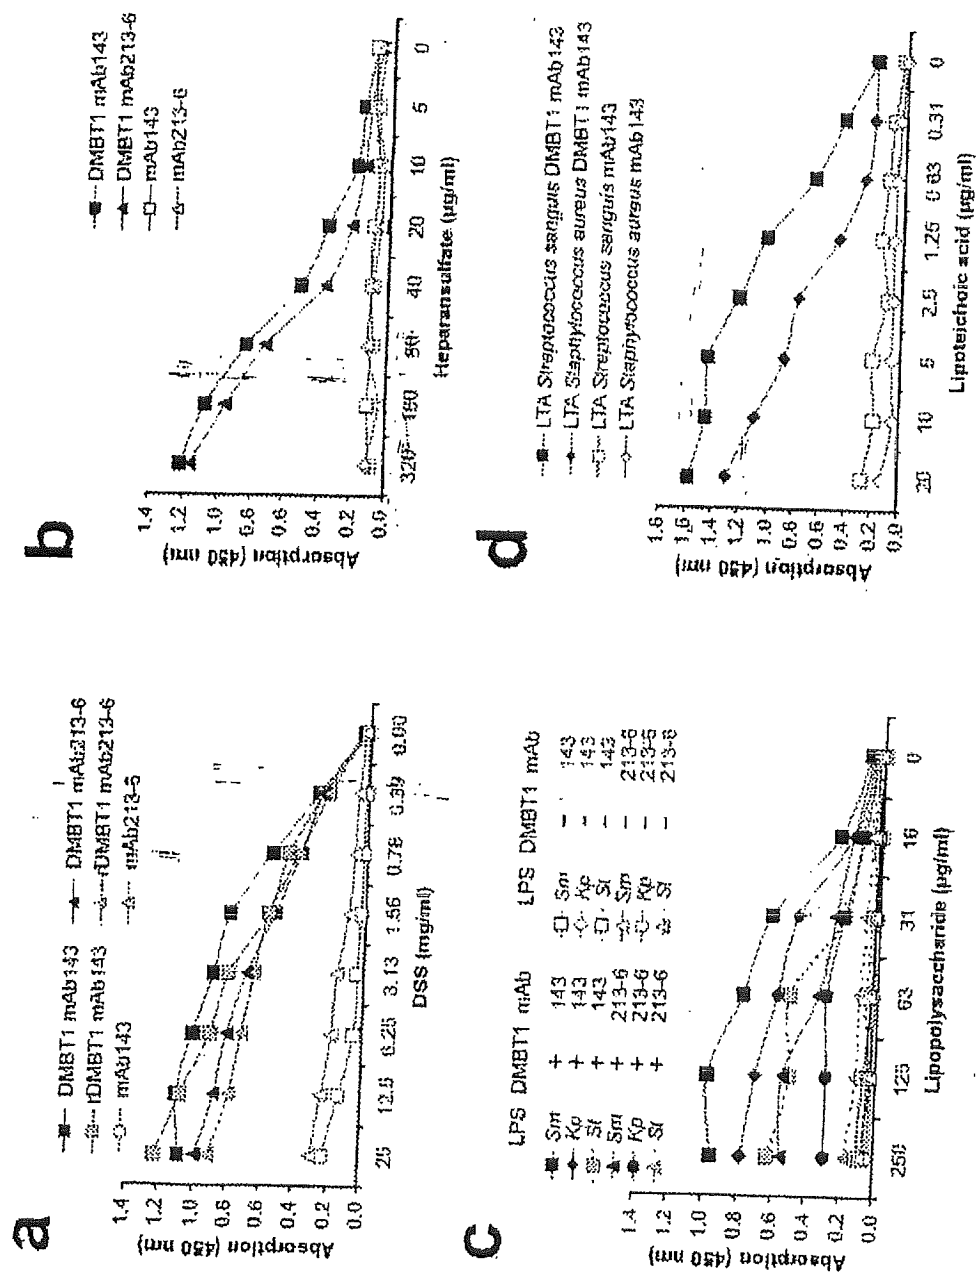 a
DMBT1 mAb143
rDMBT1 mAb143
mAb143
DMBT1 mAb213-6
rDMBT1 mAb213-6
mAb213-6
Absorption (450 nm)
1.4
1.2
1.0
0.8
0.6
0.4
0.2
0.0
25
12.5
6.25
3.13
1.56
0.78
0.39
0.00
DSS (mg/ml)
b
DMBT1 mAb143
DMBT1 mAb213-6
mAb143
mAb213-6
Absorption (450 nm)
1.4
1.2
1.0
0.8
0.6
0.4
0.2
0.0
320
160
80
40
20
10
5
0
Heparansulfate (µg/ml)
c
LPS DMBT1 mAb
Sm + 143
Kp + 143
St + 143
Sm + 213-6
Kp + 213-6
St + 213-6
LPS DMBT1 mAb
Sm – 143
Kp – 143
St – 143
Sm – 213-6
Kp – 213-6
St – 213-6
Absorption (450 nm)
1.4
1.2
1.0
0.8
0.6
0.4
0.2
0.0
250
125
63
31
16
0
Lipopolysaccharide (µg/ml)
d
LTA Streptococcus sanguis DMBT1 mAb143
LTA Staphylococcus aureus DMBT1 mAb143
LTA Streptococcus sanguis mAb143
LTA Staphylococcus aureus mAb143
Absorption (450 nm)
1.8
1.6
1.4
1.2
1.0
0.8
0.6
0.4
0.2
0.0
20
10
5
2.5
1.25
0.63
0.31
0
Lipoteichoic acid (µg/ml)